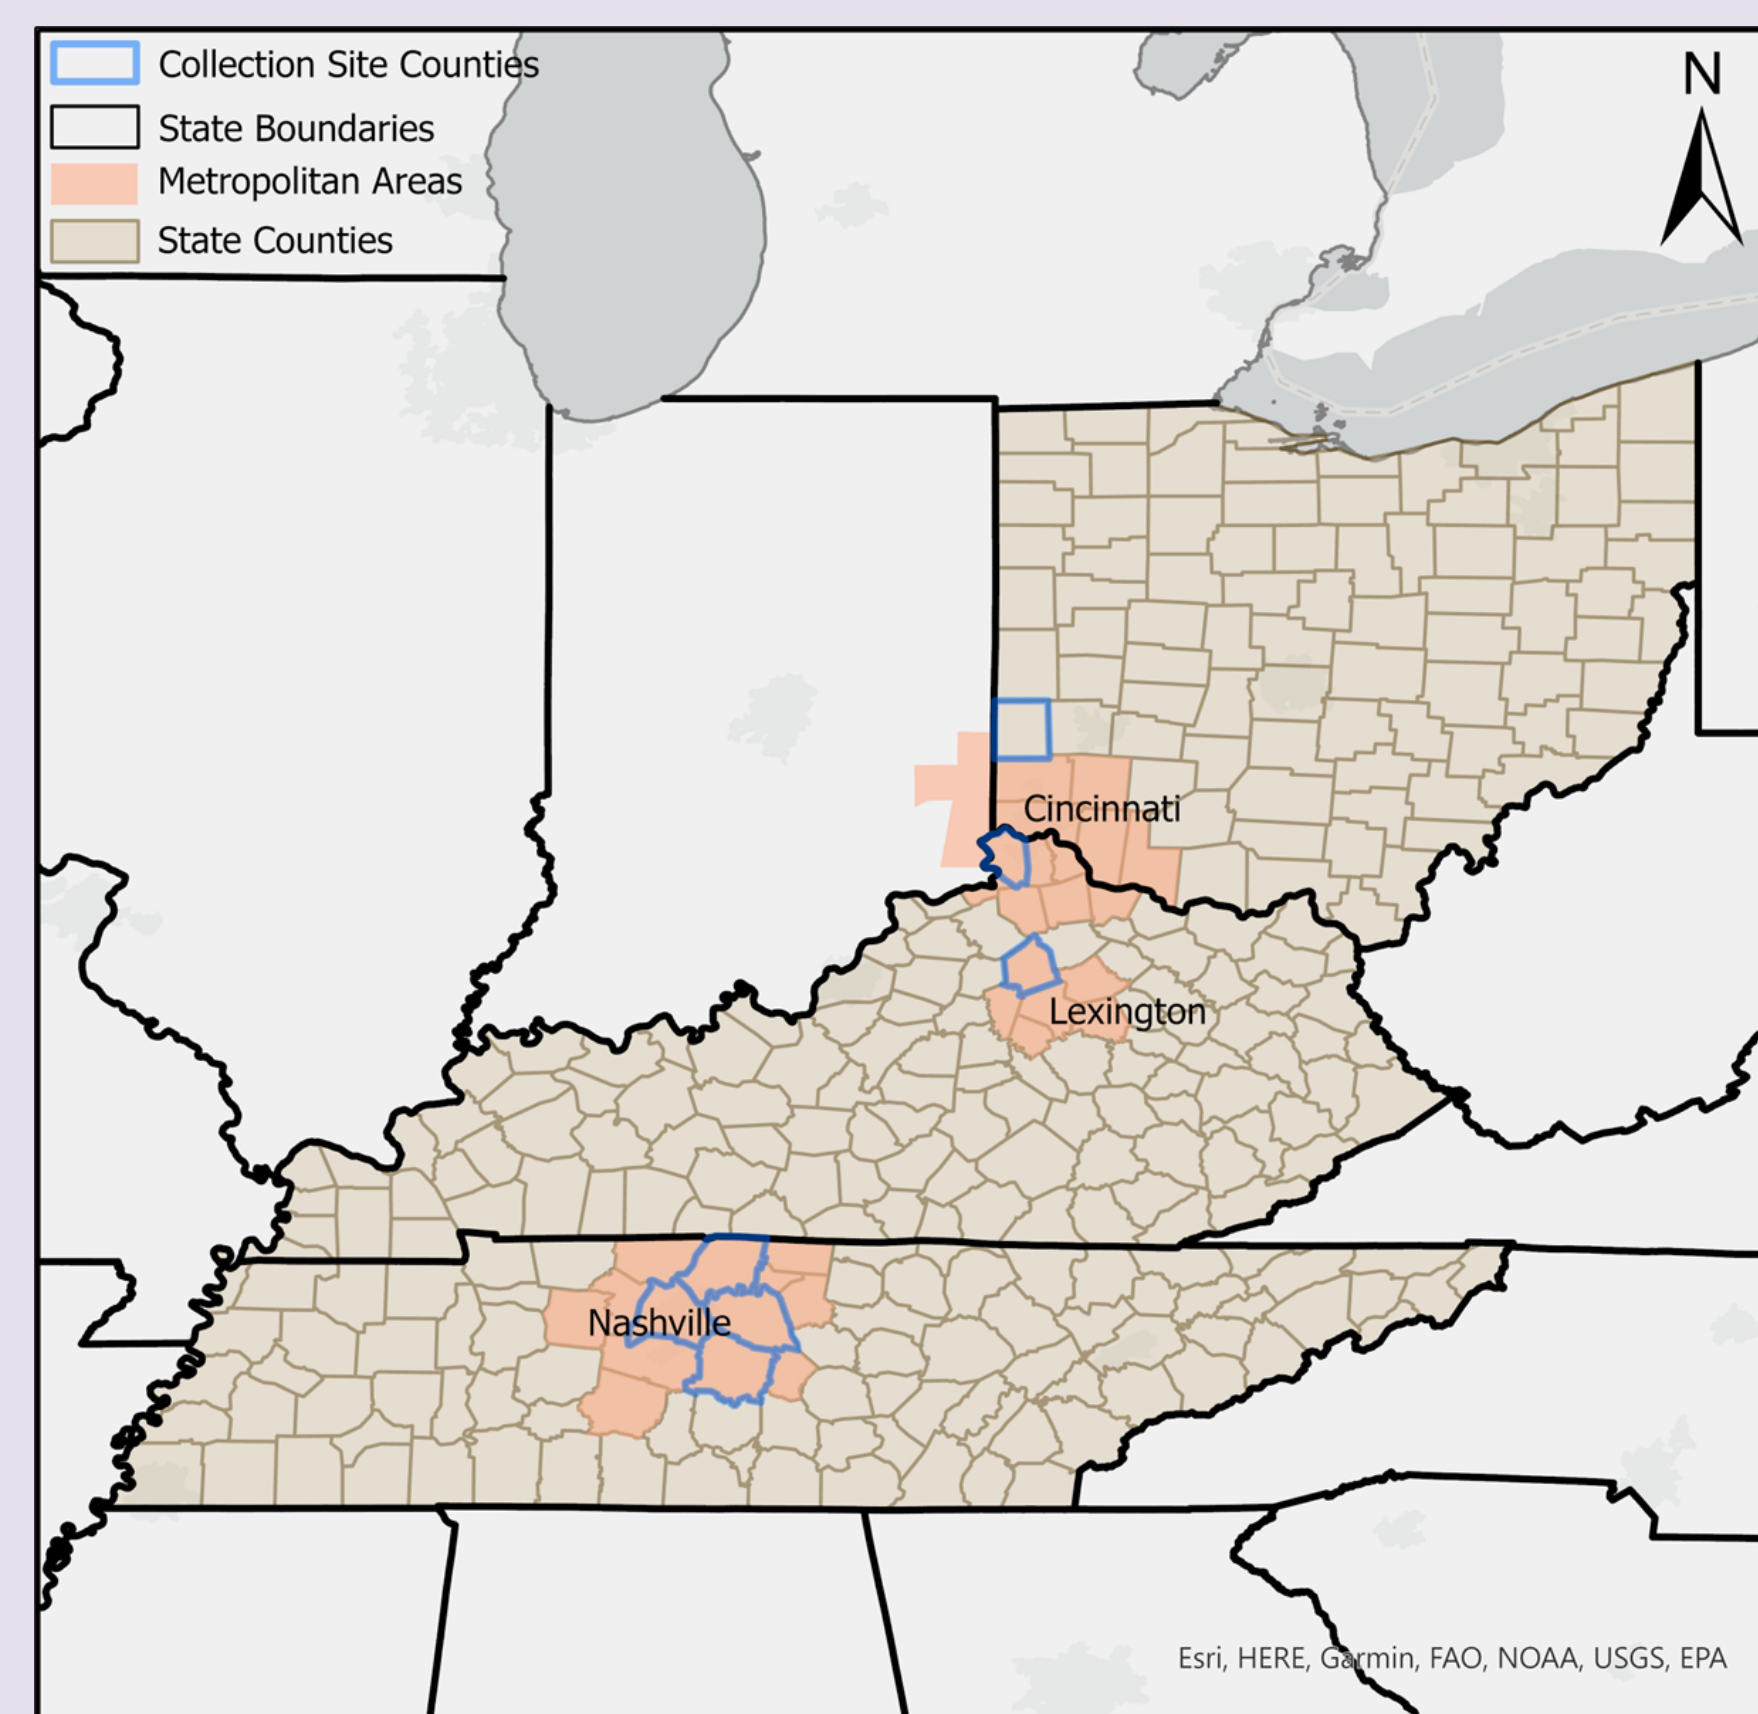 Collection Site Counties
State Boundaries
Metropolitan Areas
State Counties
N
Cincinnati
Lexington
Nashville
Esri, HERE, Garmin, FAO, NOAA, USGS, EPA